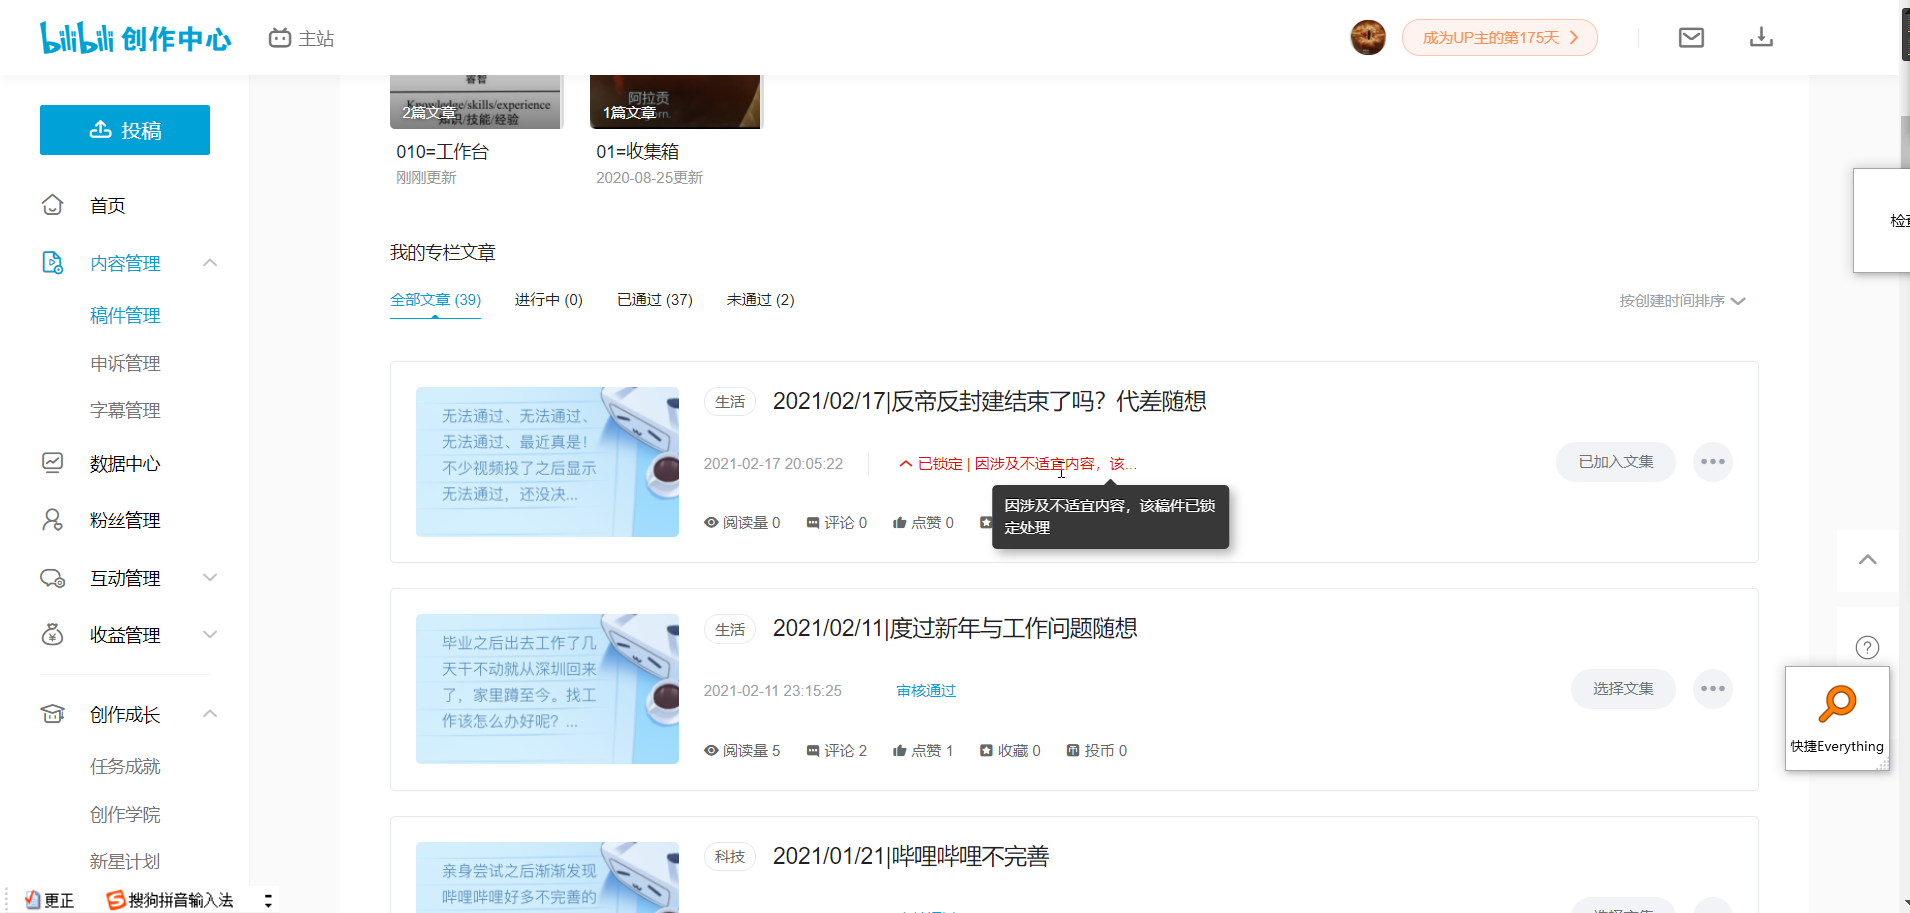 bilibili 创作中心
主站
成为UP主的第175天
投稿
首页
内容管理
稿件管理
申诉管理
字幕管理
数据中心
粉丝管理
互动管理
收益管理
创作成长
任务成就
创作学院
新星计划
更正
搜狗拼音输入法
睿智
Knowledge/skills/experience
知识/技能/经验
2篇文章
010=工作台
刚刚更新
阿拉贡
1篇文章
01=收集箱
2020-08-25更新
我的专栏文章
全部文章 (39)
进行中 (0)
已通过 (37)
未通过 (2)
按创建时间排序
无法通过、无法通过、
无法通过、最近真是！
不少视频投了之后显示
无法通过，还没决...
生活
2021/02/17|反帝反封建结束了吗？代差随想
2021-02-17 20:05:22
已锁定 | 因涉及不适宜内容，该...
因涉及不适宜内容，该稿件已锁
定处理
阅读量 0
评论 0
点赞 0
已加入文集
毕业之后出去工作了几
天干不动就从深圳回来
了，家里蹲至今。找工
作该怎么办好呢？...
生活
2021/02/11|度过新年与工作问题随想
2021-02-11 23:15:25
审核通过
阅读量 5
评论 2
点赞 1
收藏 0
投币 0
选择文集
亲身尝试之后渐渐发现
哔哩哔哩好多不完善的
科技
2021/01/21|哔哩哔哩不完善
快捷Everything